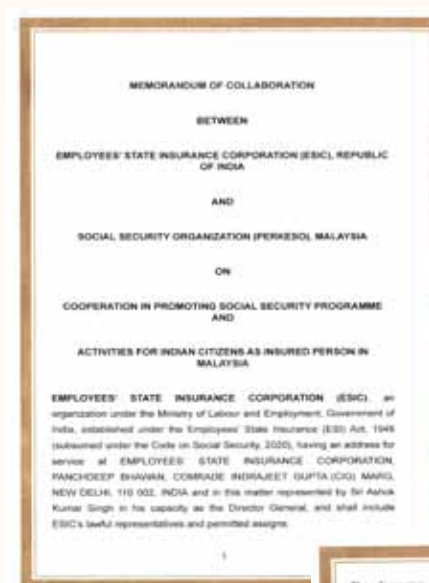 MEMORANDUM OF COLLABORATION
BETWEEN
EMPLOYEES' STATE INSURANCE CORPORATION (ESIC), REPUBLIC
OF INDIA
AND
SOCIAL SECURITY ORGANIZATION (PERKESO), MALAYSIA
ON
COOPERATION IN PROMOTING SOCIAL SECURITY PROGRAMME
AND
ACTIVITIES FOR INDIAN CITIZENS AS INSURED PERSON IN
MALAYSIA
EMPLOYEES' STATE INSURANCE CORPORATION (ESIC), an
organization under the Ministry of Labour and Employment, Government of
India, established under the Employees' State Insurance (ESI) Act, 1948
(subsumed under the Code on Social Security, 2020), having an address for
service at EMPLOYEES' STATE INSURANCE CORPORATION,
PANCHDEEP BHAWAN, COMRADE INDRAJEET GUPTA (CIG) MARG,
NEW DELHI, 110 002, INDIA and in this matter represented by Sri Ashok
Kumar Singh in his capacity as the Director General, and shall include
ESIC's lawful representatives and permitted assigns;
1